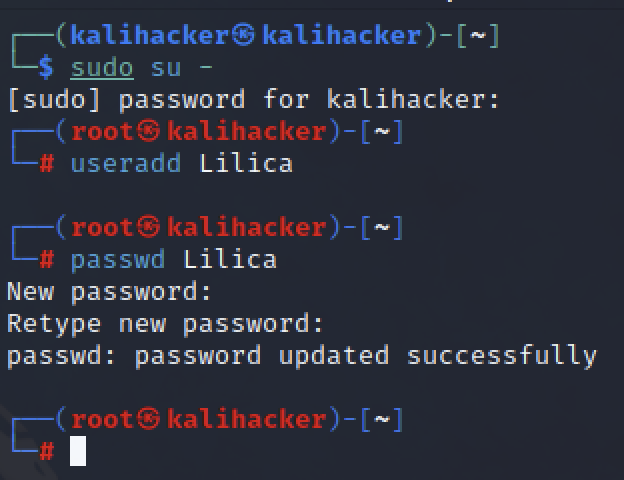 ┌──(kalihacker㉿kalihacker)-[~]
└─$ sudo su -
[sudo] password for kalihacker:
┌──(root㉿kalihacker)-[~]
└─# useradd Lilica
┌──(root㉿kalihacker)-[~]
└─# passwd Lilica
New password:
Retype new password:
passwd: password updated successfully
┌──(root㉿kalihacker)-[~]
└─#